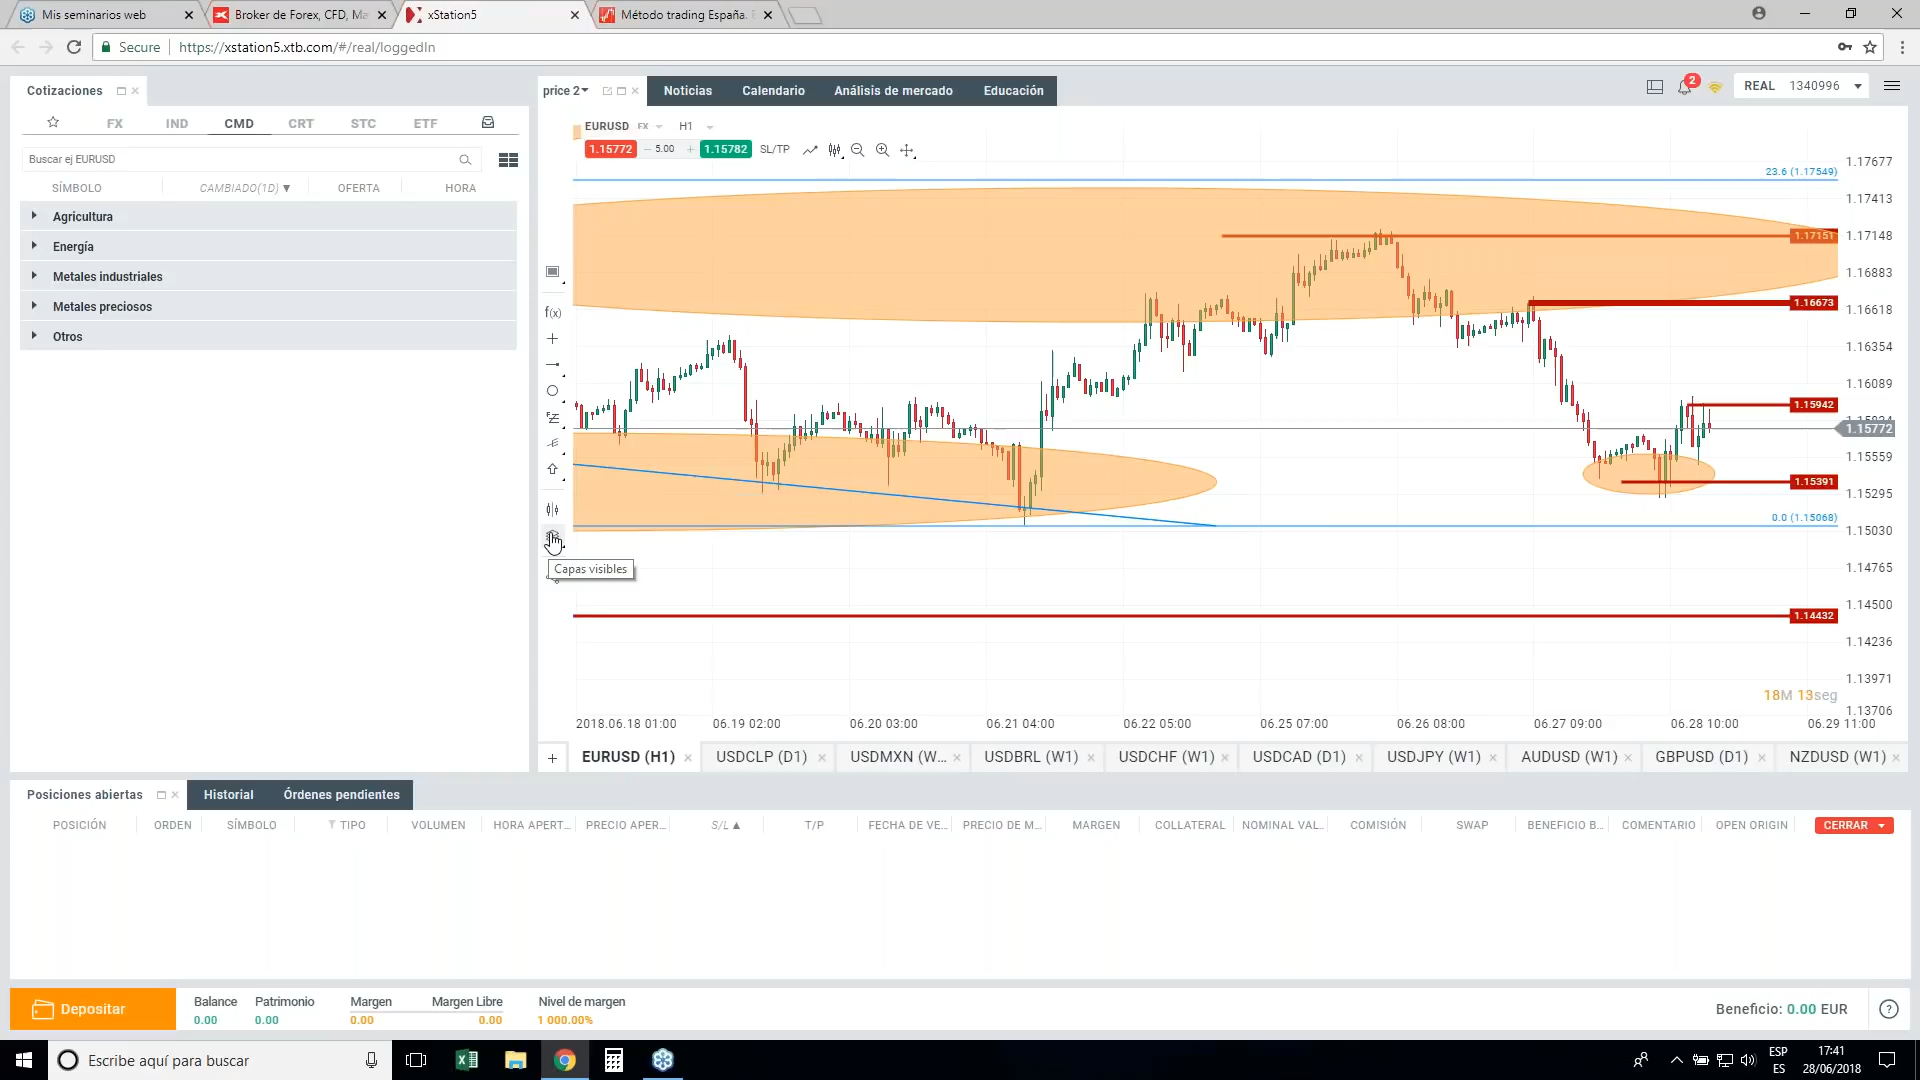 Mis seminarios web
Broker de Forex, CFD, Ma
xStation5
Método trading España.
Secure
https://xstation5.xtb.com/#/real/loggedIn
Cotizaciones
price 2
Noticias
Calendario
Análisis de mercado
Educación
2
REAL 1340996
FX IND CMD CRT STC ETF
Buscar ej EURUSD
SÍMBOLO CAMBIADO(1D) ▼ OFERTA HORA
Agricultura
Energía
Metales industriales
Metales preciosos
Otros
EURUSD FX H1
1.15772 − 5.00 + 1.15782 SL/TP
f(x)
Capas visibles
23.6 (1.17549)
1.17151
1.16673
1.15942
1.15772
1.15391
0.0 (1.15068)
1.14432
1.17677
1.17413
1.17148
1.16883
1.16618
1.16354
1.16089
1.15824
1.15559
1.15295
1.15030
1.14765
1.14500
1.14236
1.13971
1.13706
18M 13seg
2018.06.18 01:00 06.19 02:00 06.20 03:00 06.21 04:00 06.22 05:00 06.25 07:00 06.26 08:00 06.27 09:00 06.28 10:00 06.29 11:00
+ EURUSD (H1) USDCLP (D1) USDMXN (W... USDBRL (W1) USDCHF (W1) USDCAD (D1) USDJPY (W1) AUDUSD (W1) GBPUSD (D1) NZDUSD (W1)
Posiciones abiertas
Historial
Órdenes pendientes
POSICIÓN ORDEN SÍMBOLO TIPO VOLUMEN HORA APERT... PRECIO APER... S/L ▲ T/P FECHA DE VE... PRECIO DE M... MARGEN COLLATERAL NOMINAL VAL... COMISIÓN SWAP BENEFICIO B... COMENTARIO OPEN ORIGIN CERRAR
Depositar
Balance Patrimonio Margen Margen Libre Nivel de margen
0.00 0.00 0.00 0.00 1 000.00%
Beneficio: 0.00 EUR
?
Escribe aquí para buscar
ESP
ES
17:41
28/06/2018